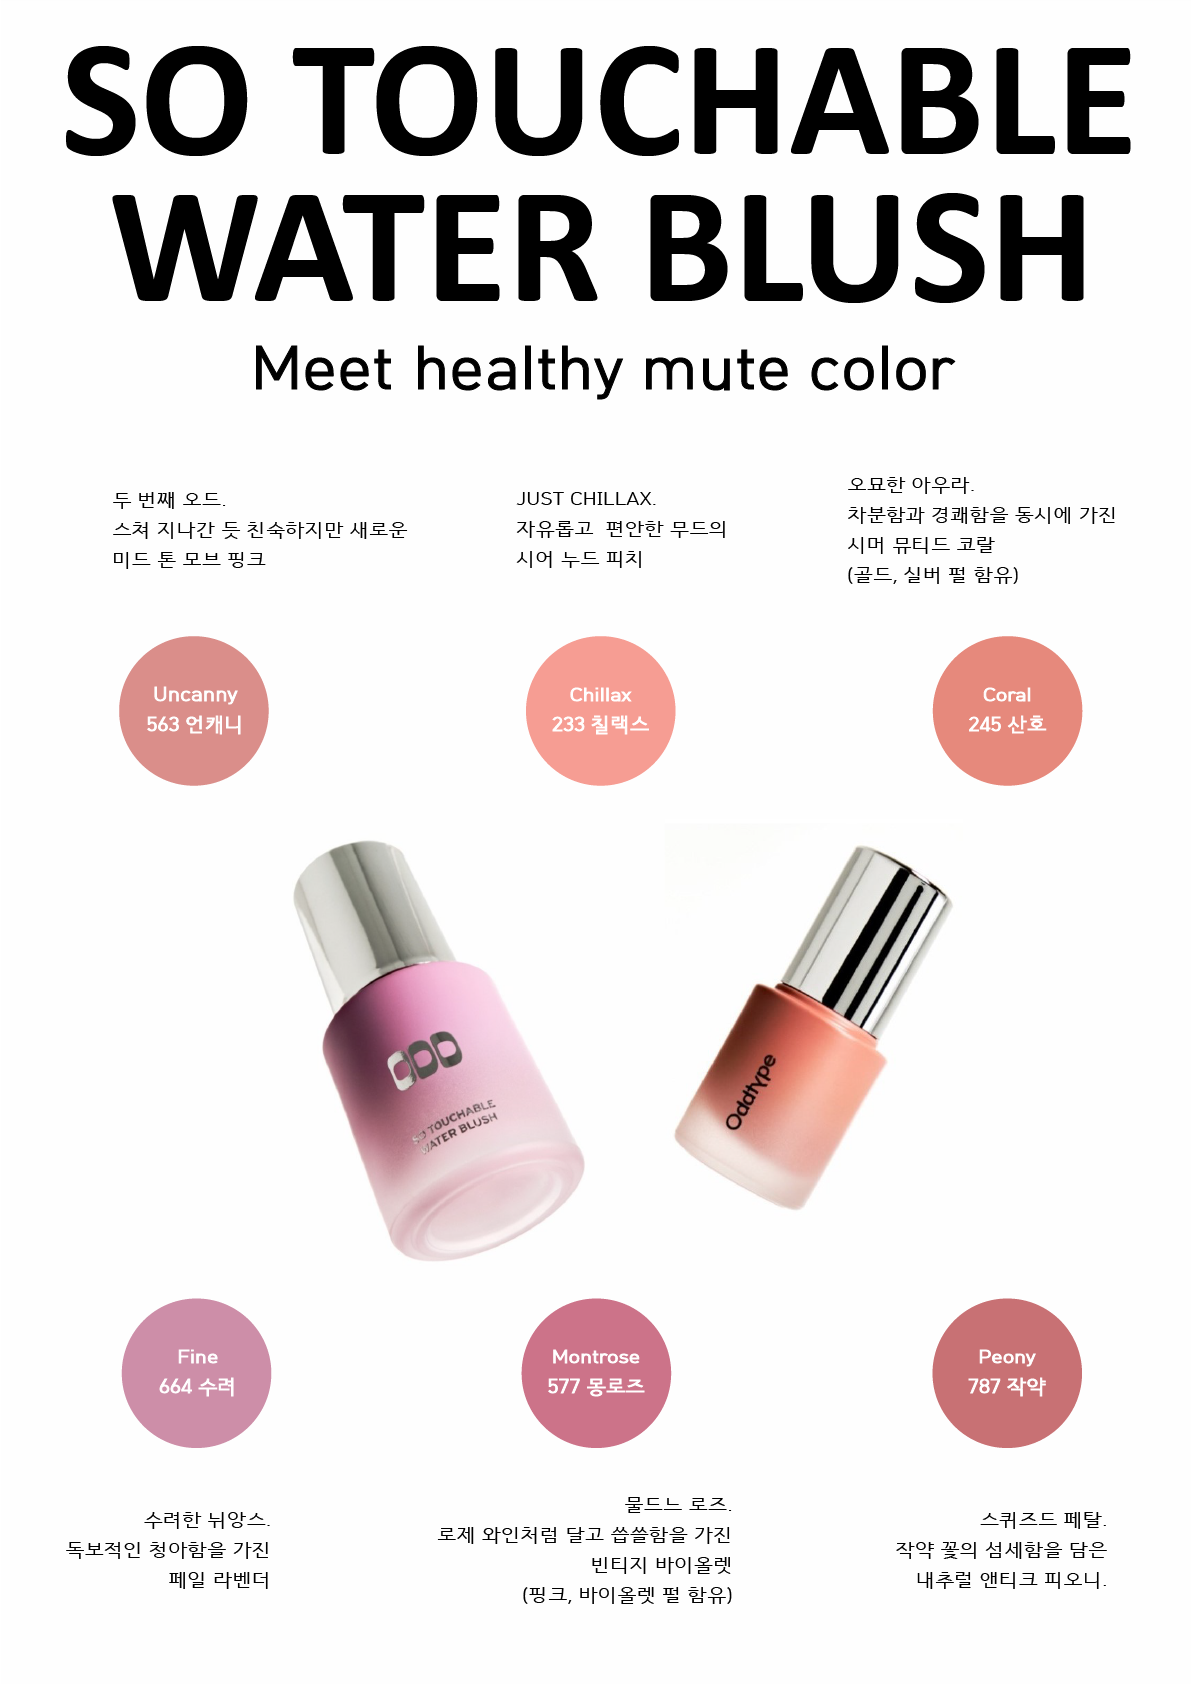 SO TOUCHABLE
WATER BLUSH
Meet healthy mute color
두 번째 오드.
스쳐 지나간 듯 친숙하지만 새로운
미드 톤 모브 핑크
JUST CHILLAX.
자유롭고 편안한 무드의
시어 누드 피치
오묘한 아우라.
차분함과 경쾌함을 동시에 가진
시머 뮤티드 코랄
(골드, 실버 펄 함유)
Uncanny
563 언캐니
Chillax
233 칠랙스
Coral
245 산호
SO TOUCHABLE
WATER BLUSH
Oddtype
Fine
664 수려
Montrose
577 몽로즈
Peony
787 작약
수려한 뉘앙스.
독보적인 청아함을 가진
페일 라벤더
물드느 로즈.
로제 와인처럼 달고 씁쓸함을 가진
빈티지 바이올렛
(핑크, 바이올렛 펄 함유)
스퀴즈드 페탈.
작약 꽃의 섬세함을 담은
내추럴 앤티크 피오니.